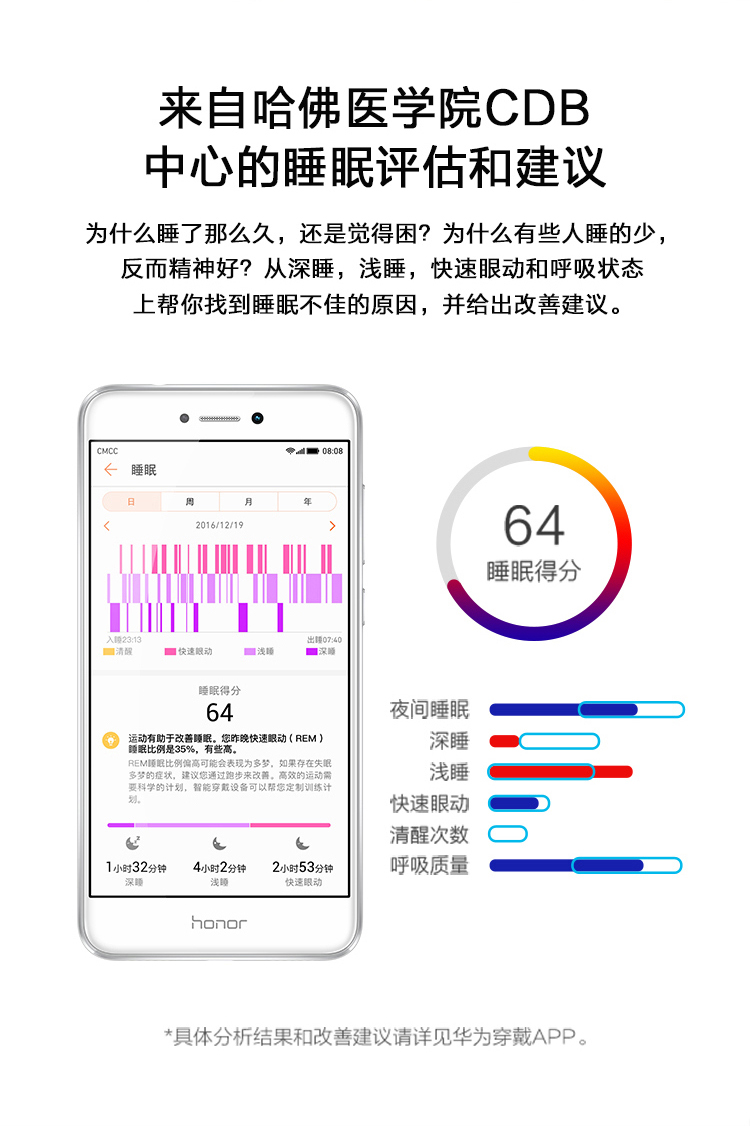 来自哈佛医学院CDB
中心的睡眠评估和建议
为什么睡了那么久，还是觉得困？为什么有些人睡的少，
反而精神好？从深睡，浅睡，快速眼动和呼吸状态
上帮你找到睡眠不佳的原因，并给出改善建议。
CMCC 08:08
睡眠
日 周 月 年
2016/12/19
入睡23:13 出睡07:40
清醒 快速眼动 浅睡 深睡
睡眠得分
64
运动有助于改善睡眠。您昨晚快速眼动（REM）
睡眠比例是35%，有些高。
REM睡眠比例偏高可能会表现为多梦，如果存在失眠
多梦的症状，建议您通过跑步来改善。高效的运动需
要科学的计划，智能穿戴设备可以帮您定制训练计
划。
1小时32分钟 4小时2分钟 2小时53分钟
深睡 浅睡 快速眼动
honor
64
睡眠得分
夜间睡眠
深睡
浅睡
快速眼动
清醒次数
呼吸质量
*具体分析结果和改善建议请详见华为穿戴APP。